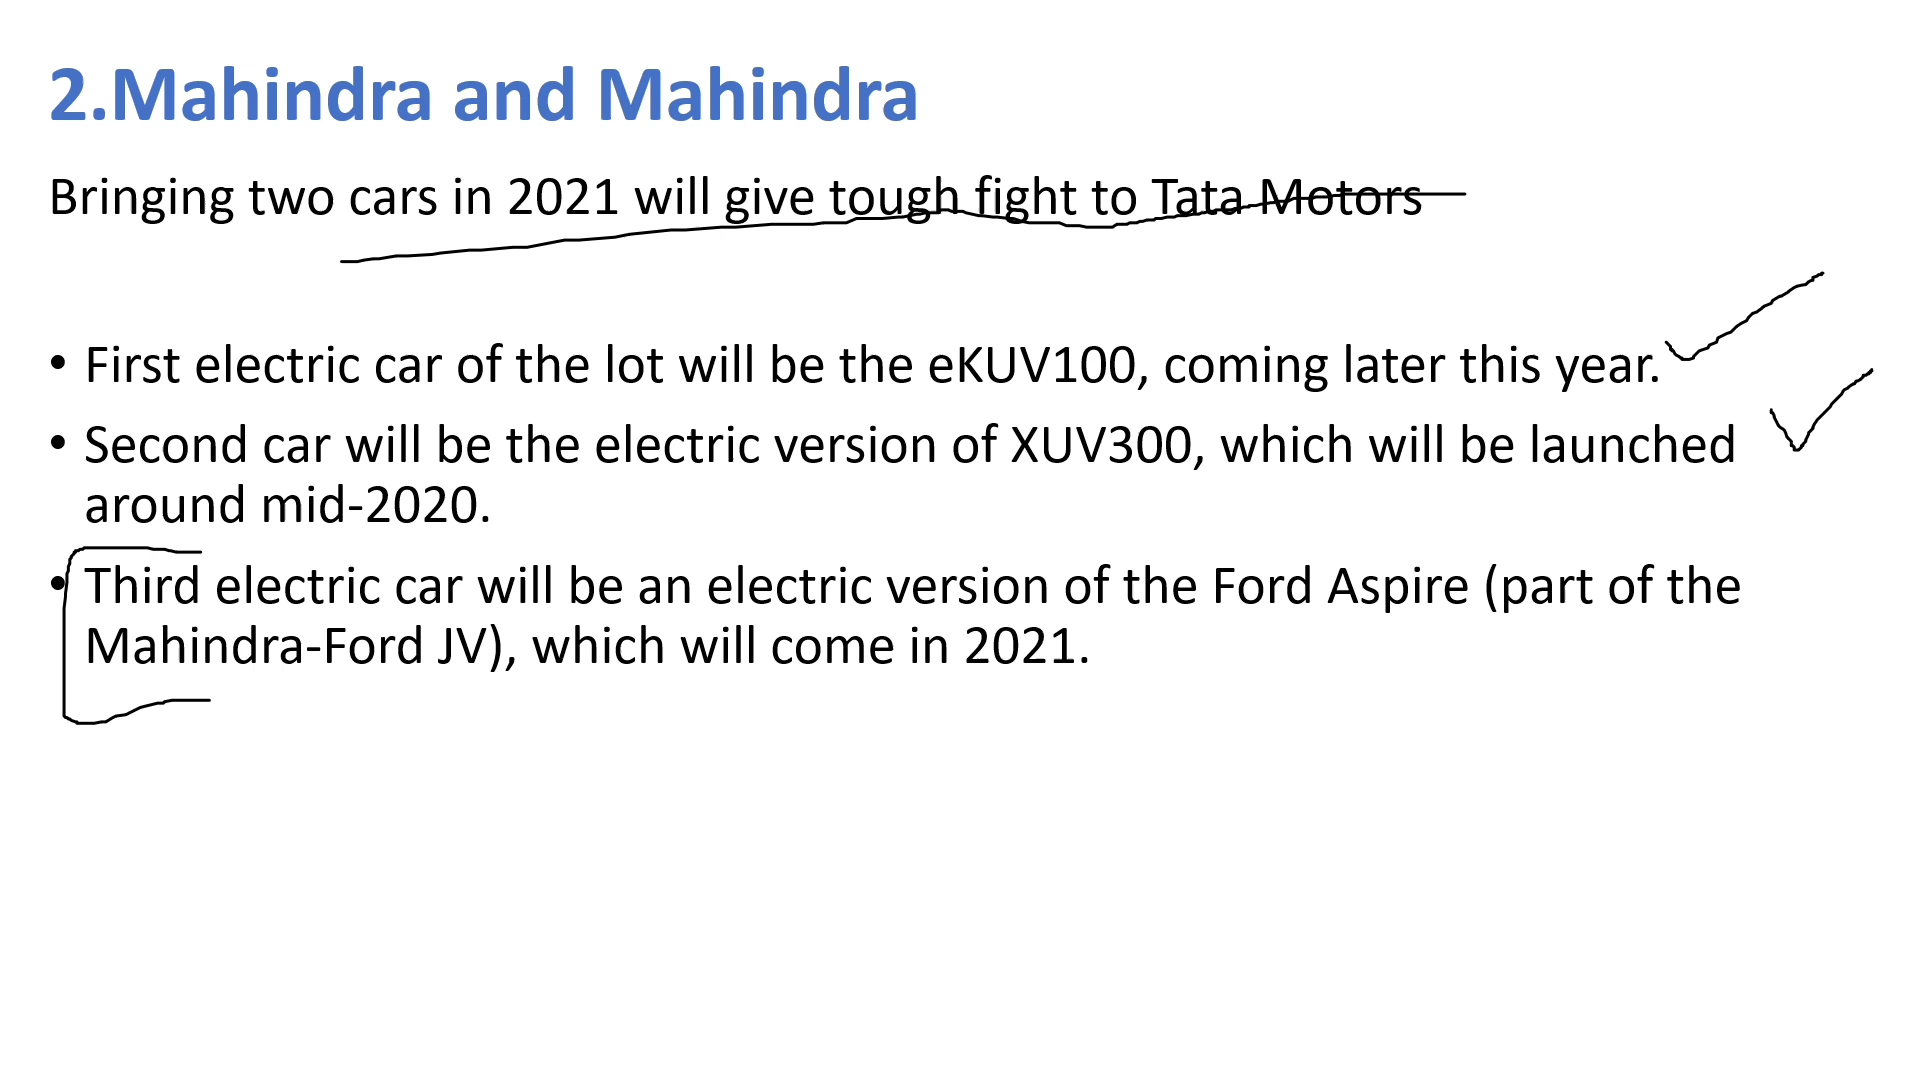 2.Mahindra and Mahindra
Bringing two cars in 2021 will give tough fight to Tata Motors
• First electric car of the lot will be the eKUV100, coming later this year.
• Second car will be the electric version of XUV300, which will be launched
around mid-2020.
• Third electric car will be an electric version of the Ford Aspire (part of the
Mahindra-Ford JV), which will come in 2021.